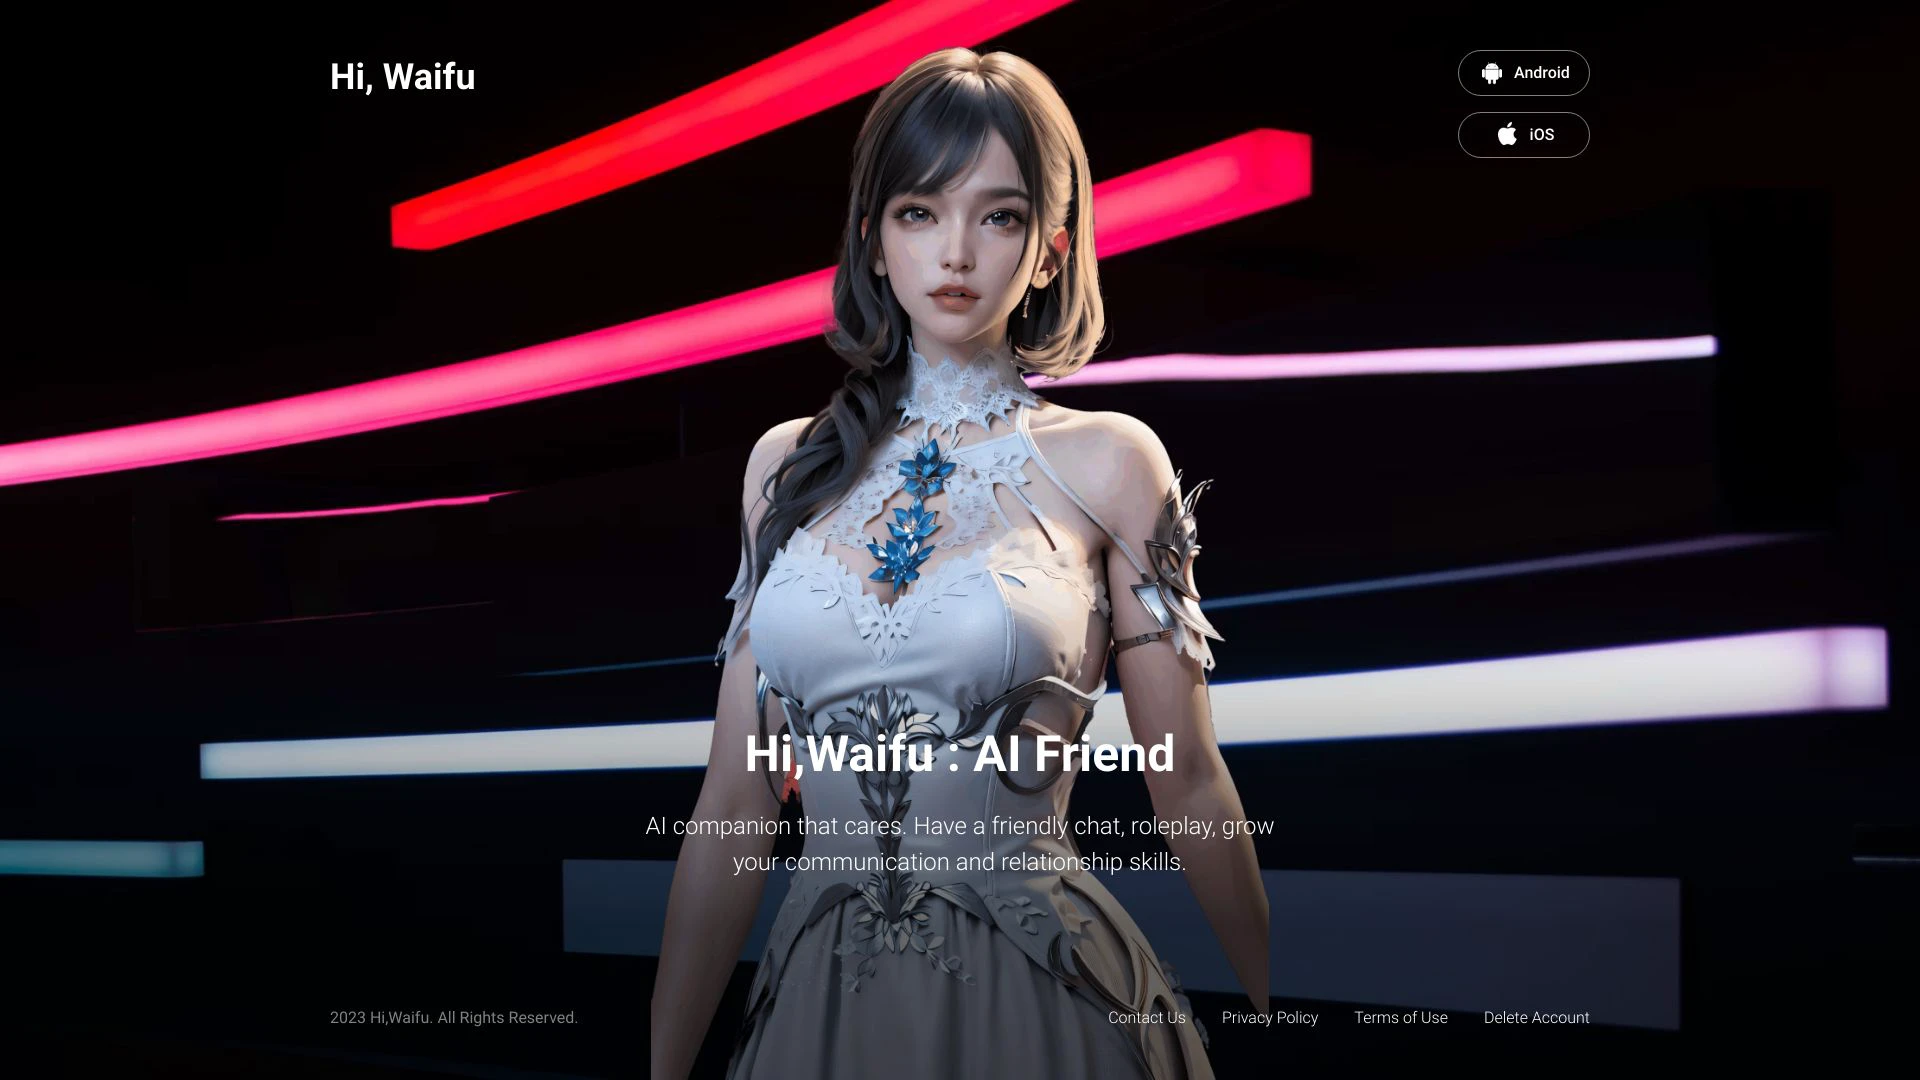 Hi, Waifu
Android
iOS
Hi,Waifu : AI Friend
AI companion that cares. Have a friendly chat, roleplay, grow
your communication and relationship skills.
2023 Hi,Waifu. All Rights Reserved.
Contact Us
Privacy Policy
Terms of Use
Delete Account